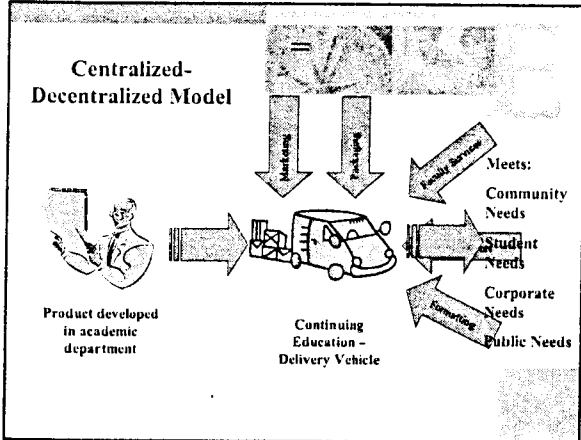 Centralized-
Decentralized Model
Marketing
Packaging
Faculty Services
Meets:
Community
Needs
Student
Needs
Corporate
Needs
Public Needs
Formatting
Product developed
in academic
department
Continuing
Education –
Delivery Vehicle